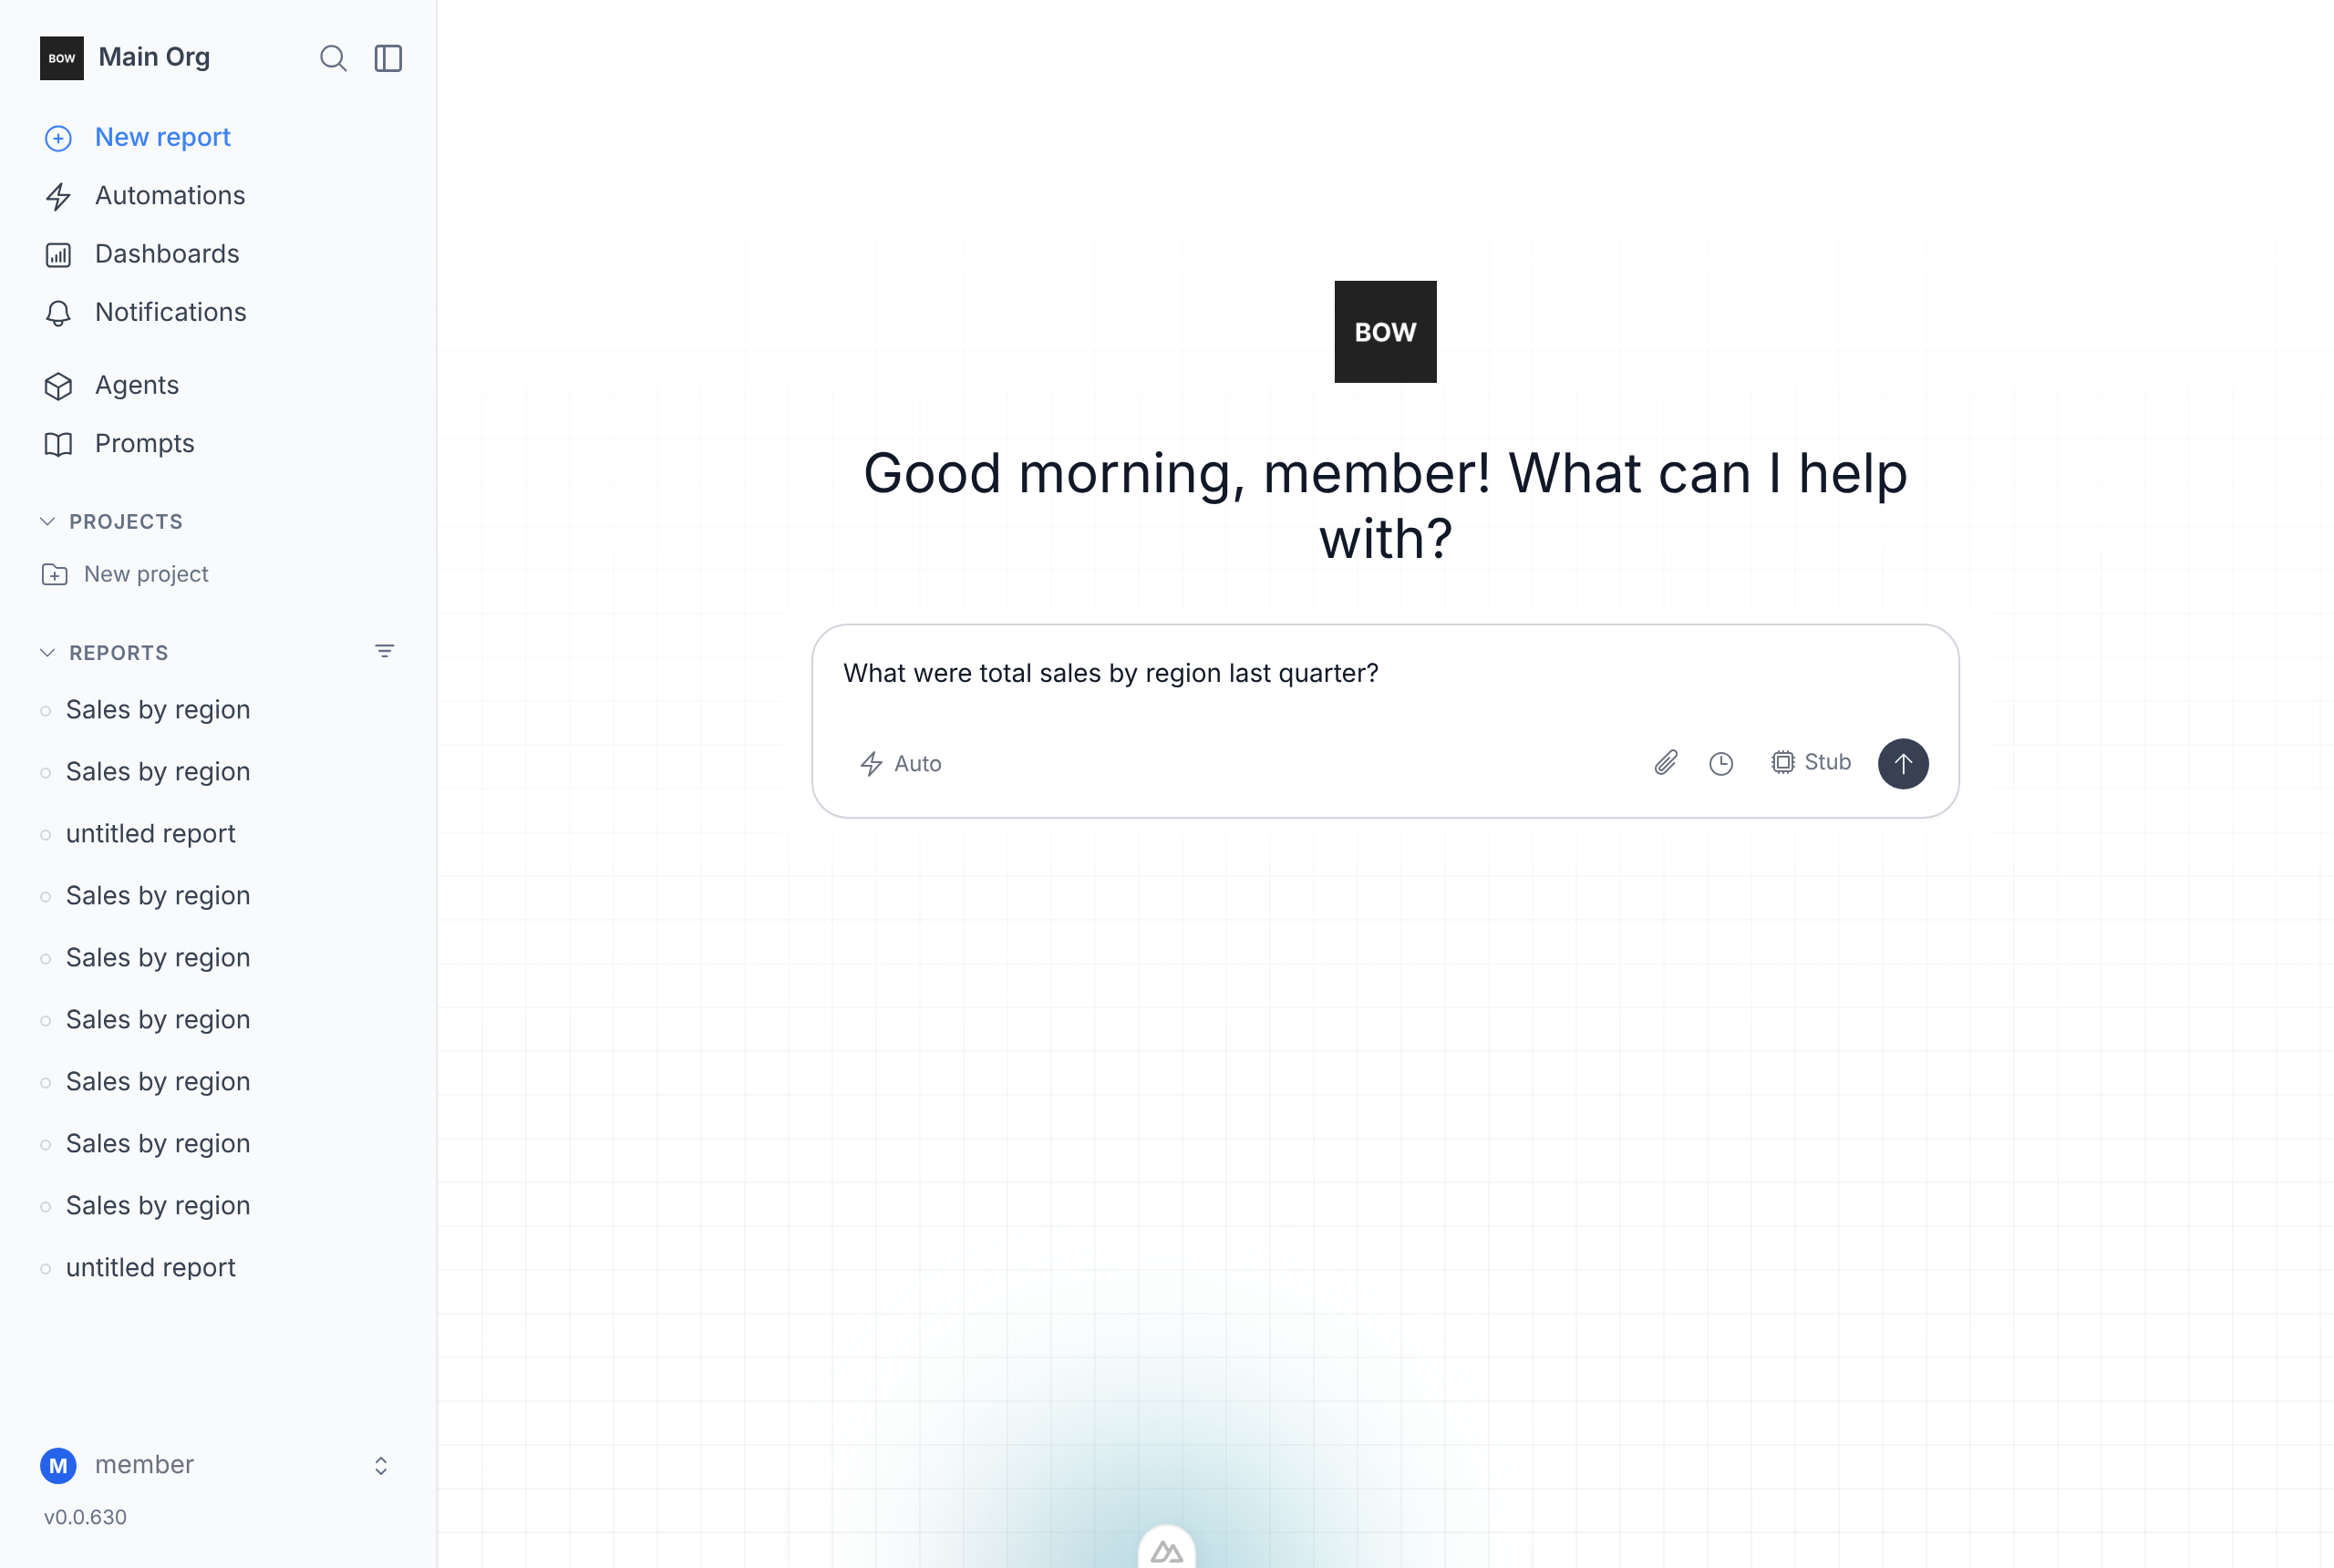 BOW Main Org
New report
Automations
Dashboards
Notifications
Agents
Prompts
PROJECTS
New project
REPORTS
Sales by region
Sales by region
untitled report
Sales by region
Sales by region
Sales by region
Sales by region
Sales by region
Sales by region
untitled report
M member
v0.0.630
BOW
Good morning, member! What can I help
with?
What were total sales by region last quarter?
Auto
Stub